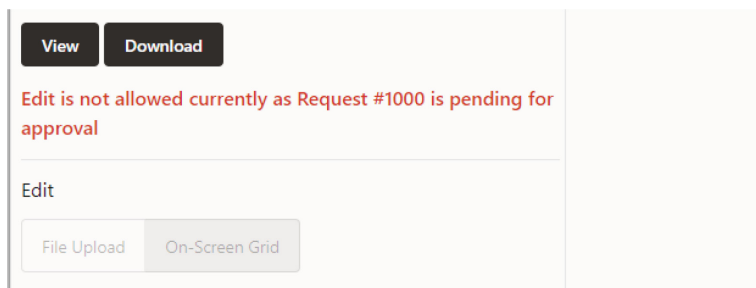 View Download
Edit is not allowed currently as Request #1000 is pending for
approval
Edit
File Upload On-Screen Grid